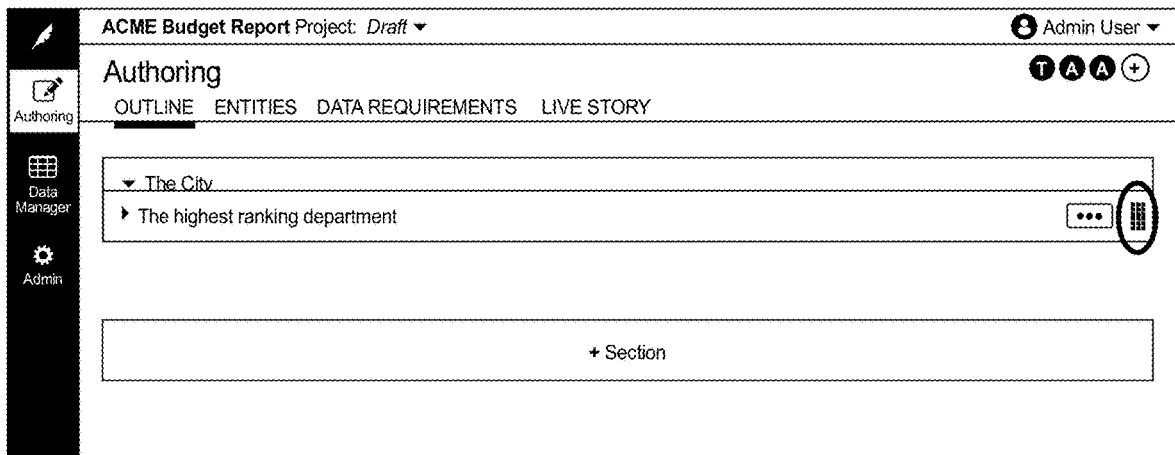 ACME Budget Report Project: Draft
Admin User
Authoring
T A A +
Authoring
OUTLINE ENTITIES DATA REQUIREMENTS LIVE STORY
Data
Manager
The City
The highest ranking department
•••
Admin
+ Section